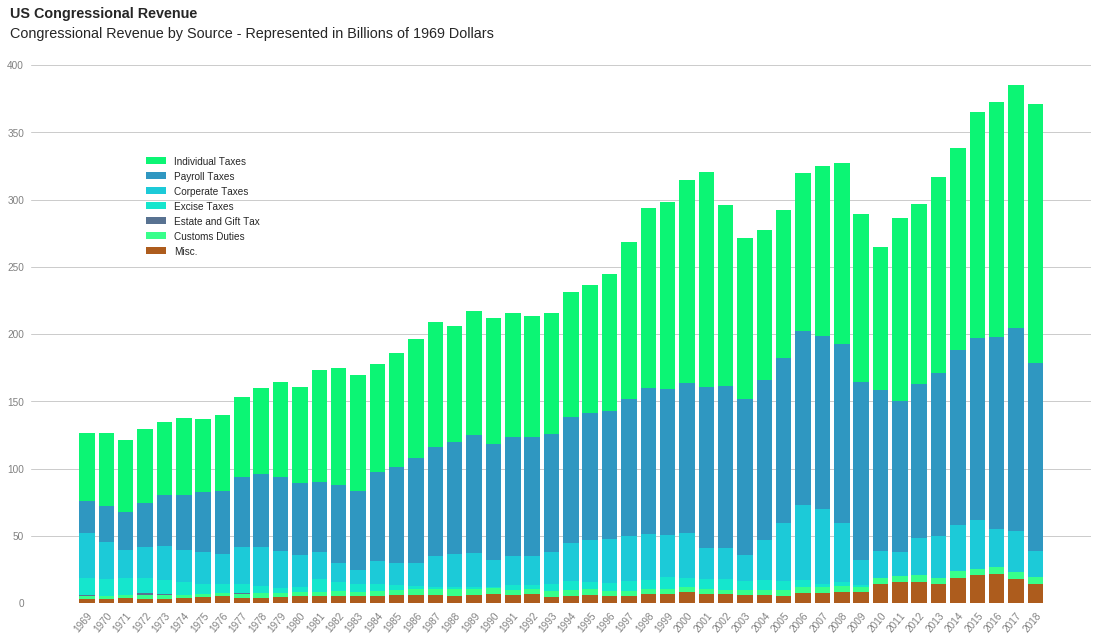 US Congressional Revenue
Congressional Revenue by Source - Represented in Billions of 1969 Dollars
400
350
300
250
200
150
100
50
0
Individual Taxes
Payroll Taxes
Corperate Taxes
Excise Taxes
Estate and Gift Tax
Customs Duties
Misc.
1969 1970 1971 1972 1973 1974 1975 1976 1977 1978 1979 1980 1981 1982 1983 1984 1985 1986 1987 1988 1989 1990 1991 1992 1993 1994 1995 1996 1997 1998 1999 2000 2001 2002 2003 2004 2005 2006 2007 2008 2009 2010 2011 2012 2013 2014 2015 2016 2017 2018